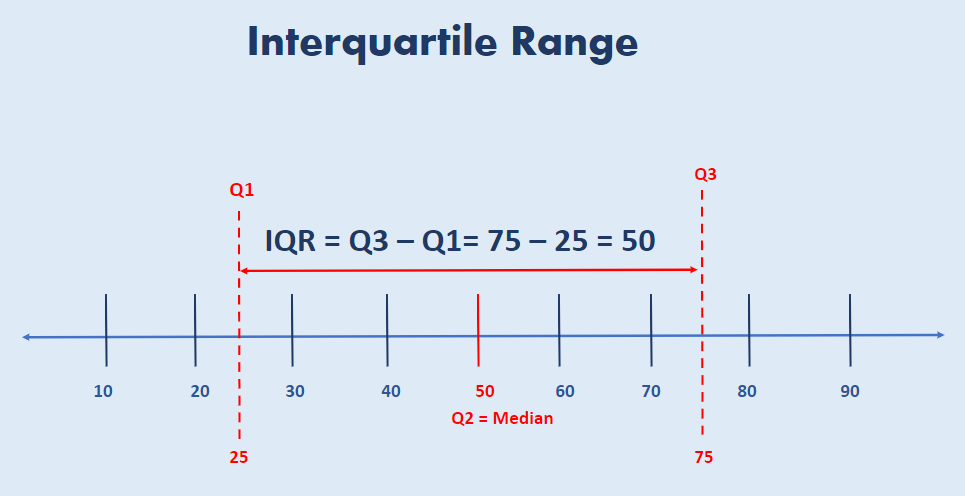 Interquartile Range
Q3
Q1
IQR = Q3 – Q1= 75 – 25 = 50
10 20 30 40 50 60 70 80 90
Q2 = Median
25 75